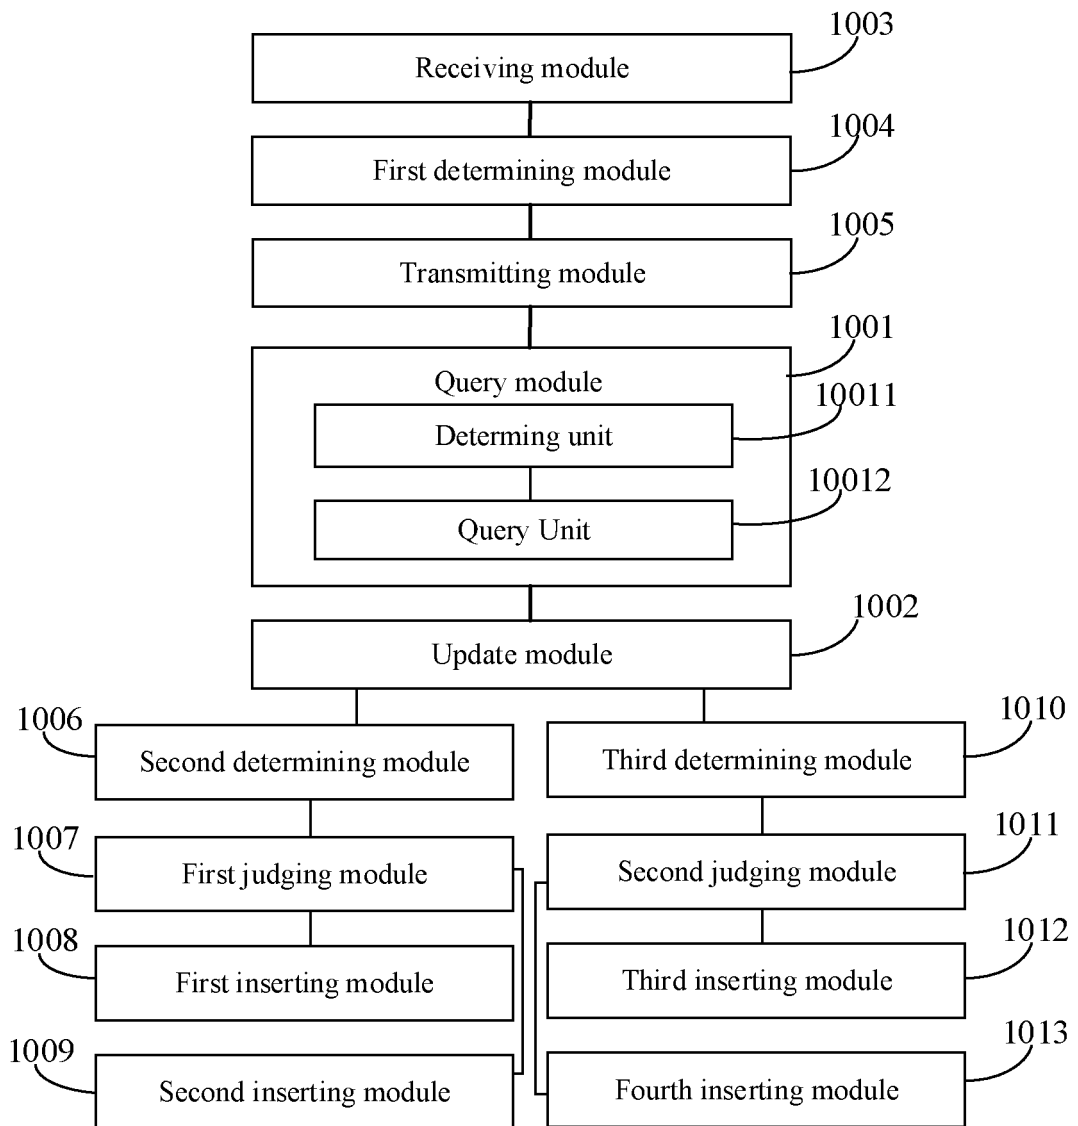 1003
Receiving module
1004
First determining module
1005
Transmitting module
1001
Query module
10011
Determing unit
10012
Query Unit
1002
Update module
1006
Second determining module
1010
Third determining module
1007
First judging module
1011
Second judging module
1008
First inserting module
1012
Third inserting module
1009
Second inserting module
1013
Fourth inserting module